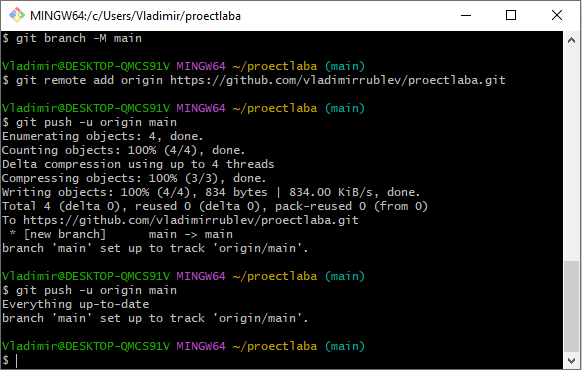 MINGW64:/c/Users/Vladimir/proectlaba
$ git branch -M main
Vladimir@DESKTOP-QMCS91V MINGW64 ~/proectlaba (main)
$ git remote add origin https://github.com/vladimirrublev/proectlaba.git
Vladimir@DESKTOP-QMCS91V MINGW64 ~/proectlaba (main)
$ git push -u origin main
Enumerating objects: 4, done.
Counting objects: 100% (4/4), done.
Delta compression using up to 4 threads
Compressing objects: 100% (3/3), done.
Writing objects: 100% (4/4), 834 bytes | 834.00 KiB/s, done.
Total 4 (delta 0), reused 0 (delta 0), pack-reused 0 (from 0)
To https://github.com/vladimirrublev/proectlaba.git
 * [new branch]      main -> main
branch 'main' set up to track 'origin/main'.
Vladimir@DESKTOP-QMCS91V MINGW64 ~/proectlaba (main)
$ git push -u origin main
Everything up-to-date
branch 'main' set up to track 'origin/main'.
Vladimir@DESKTOP-QMCS91V MINGW64 ~/proectlaba (main)
$